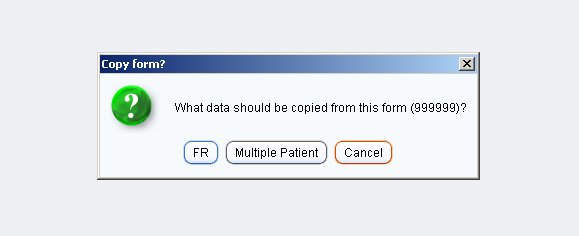 Copy form?
What data should be copied from this form (999999)?
FR
Multiple Patient
Cancel